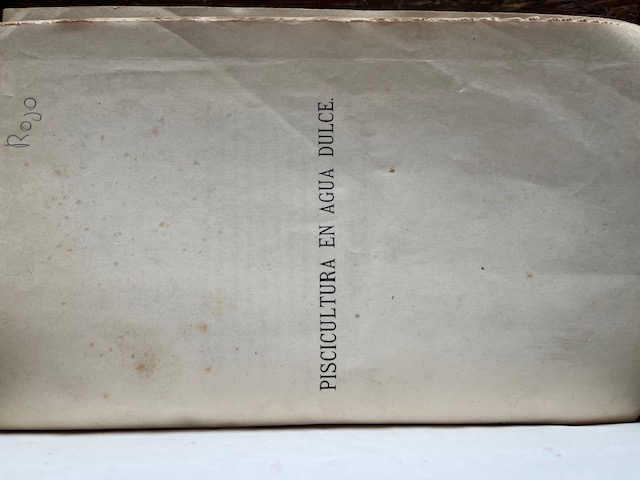 Rojo
PISCICULTURA EN AGUA DULCE.